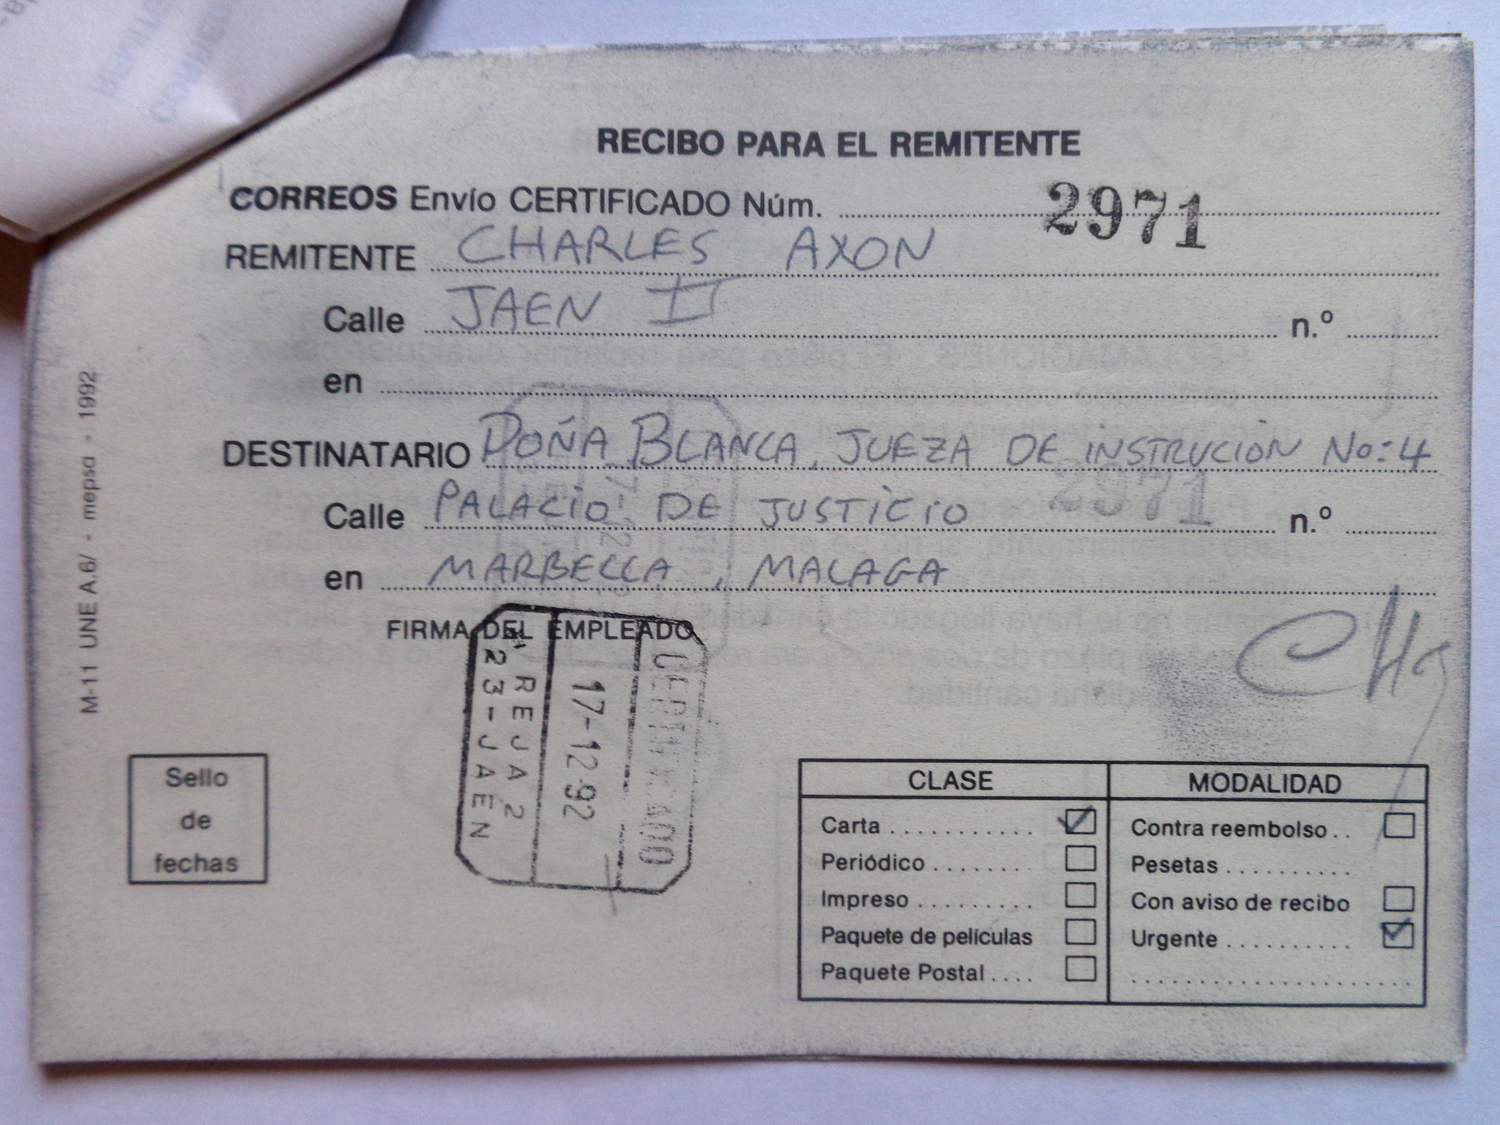 RECIBO PARA EL REMITENTE
CORREOS Envío CERTIFICADO Núm. 2971
REMITENTE CHARLES AXON
Calle JAEN II n.º
en
DESTINATARIO DOÑA BLANCA, JUEZA DE INSTRUCIÓN No:4
Calle PALACIO DE JUSTICIO n.º
en MARBELLA, MALAGA
FIRMA DEL EMPLEADO
CERTIFICADO
17-12-92
REJA 2
23-JAEN
M-11 UNE A.6/ - mepsa - 1992
Sello
de
fechas
CLASE MODALIDAD
Carta Contra reembolso
Periódico Pesetas
Impreso Con aviso de recibo
Paquete de películas Urgente
Paquete Postal